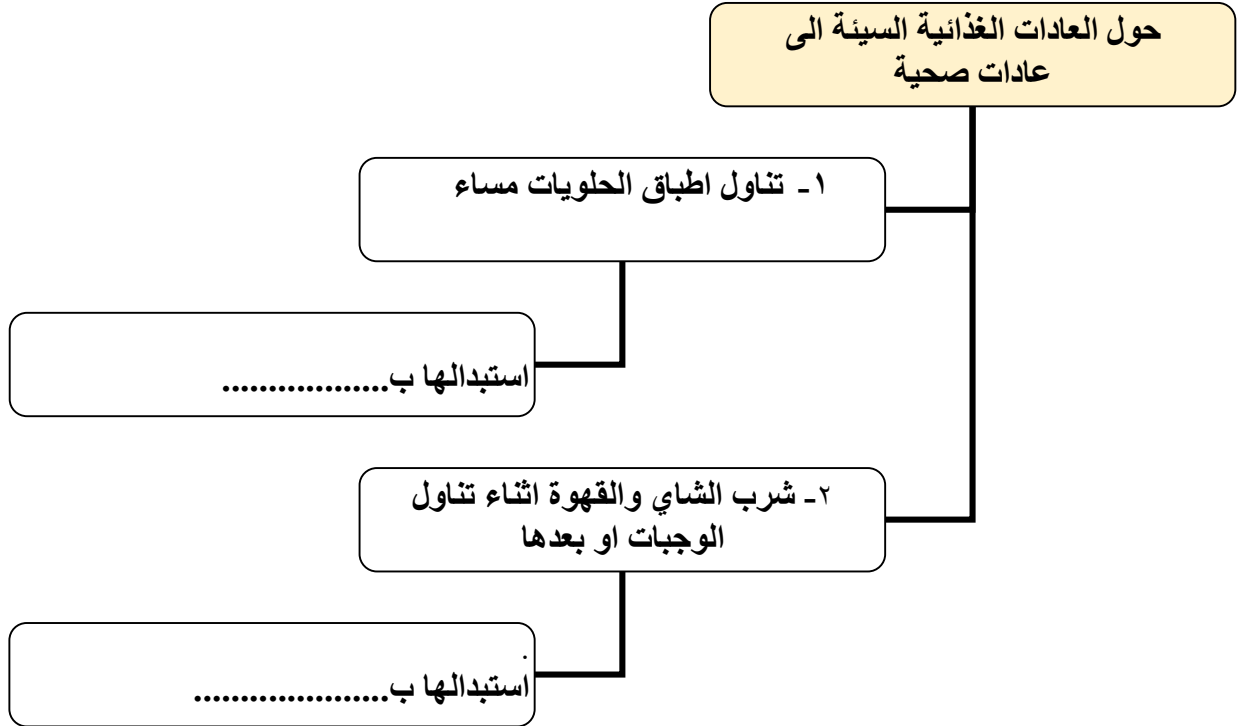 حول العادات الغذائية السيئة الى
عادات صحية
١- تناول اطباق الحلويات مساء
استبدالها ب..................
٢- شرب الشاي والقهوة اثناء تناول
الوجبات او بعدها
.
استبدالها ب.....................